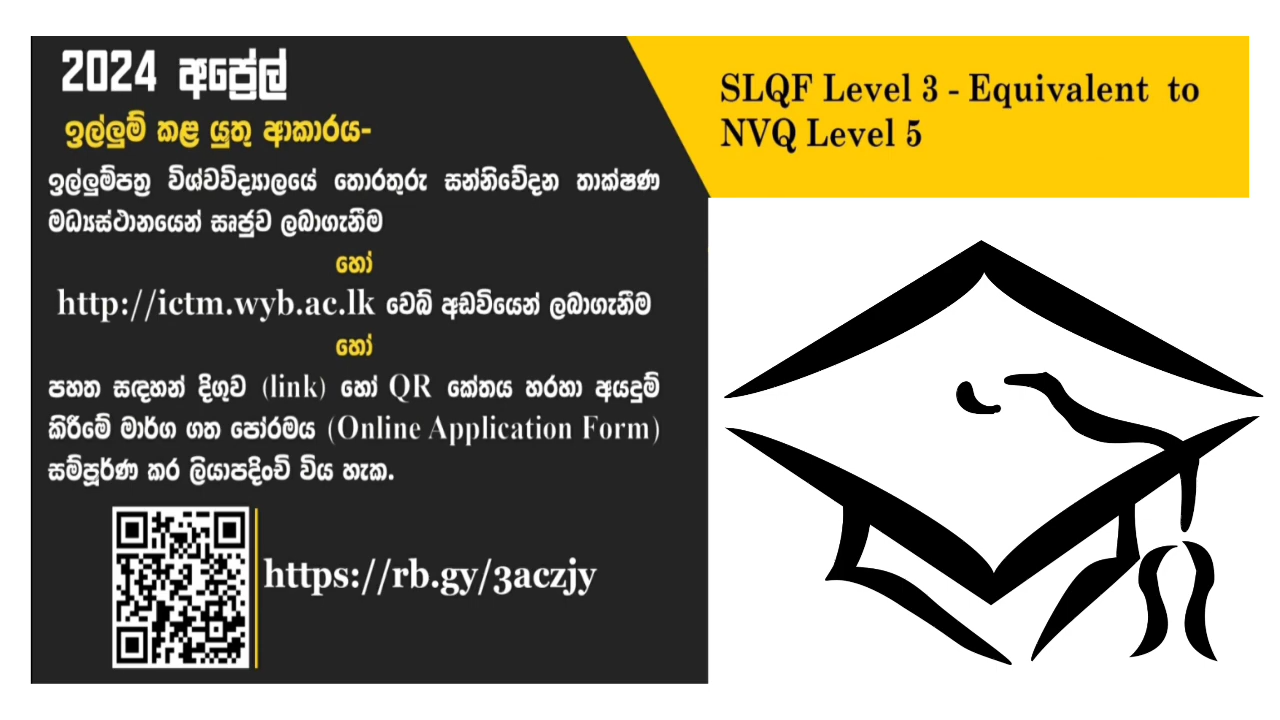 2024 අප්‍රේල්
ඉල්ලුම් කළ යුතු ආකාරය-
ඉල්ලුම්පත්‍ර විශ්වවිද්‍යාලයේ තොරතුරු සන්නිවේදන තාක්ෂණ
මධ්‍යස්ථානයෙන් සෘජුව ලබාගැනීම
හෝ
http://ictm.wyb.ac.lk වෙබ් අඩවියෙන් ලබාගැනීම
හෝ
පහත සඳහන් දිගුව (link) හෝ QR කේතය හරහා අයදුම්
කිරීමේ මාර්ග ගත පෝරමය (Online Application Form)
සම්පූර්ණ කර ලියාපදිංචි විය හැක.
https://rb.gy/3aczjy
SLQF Level 3 - Equivalent to
NVQ Level 5